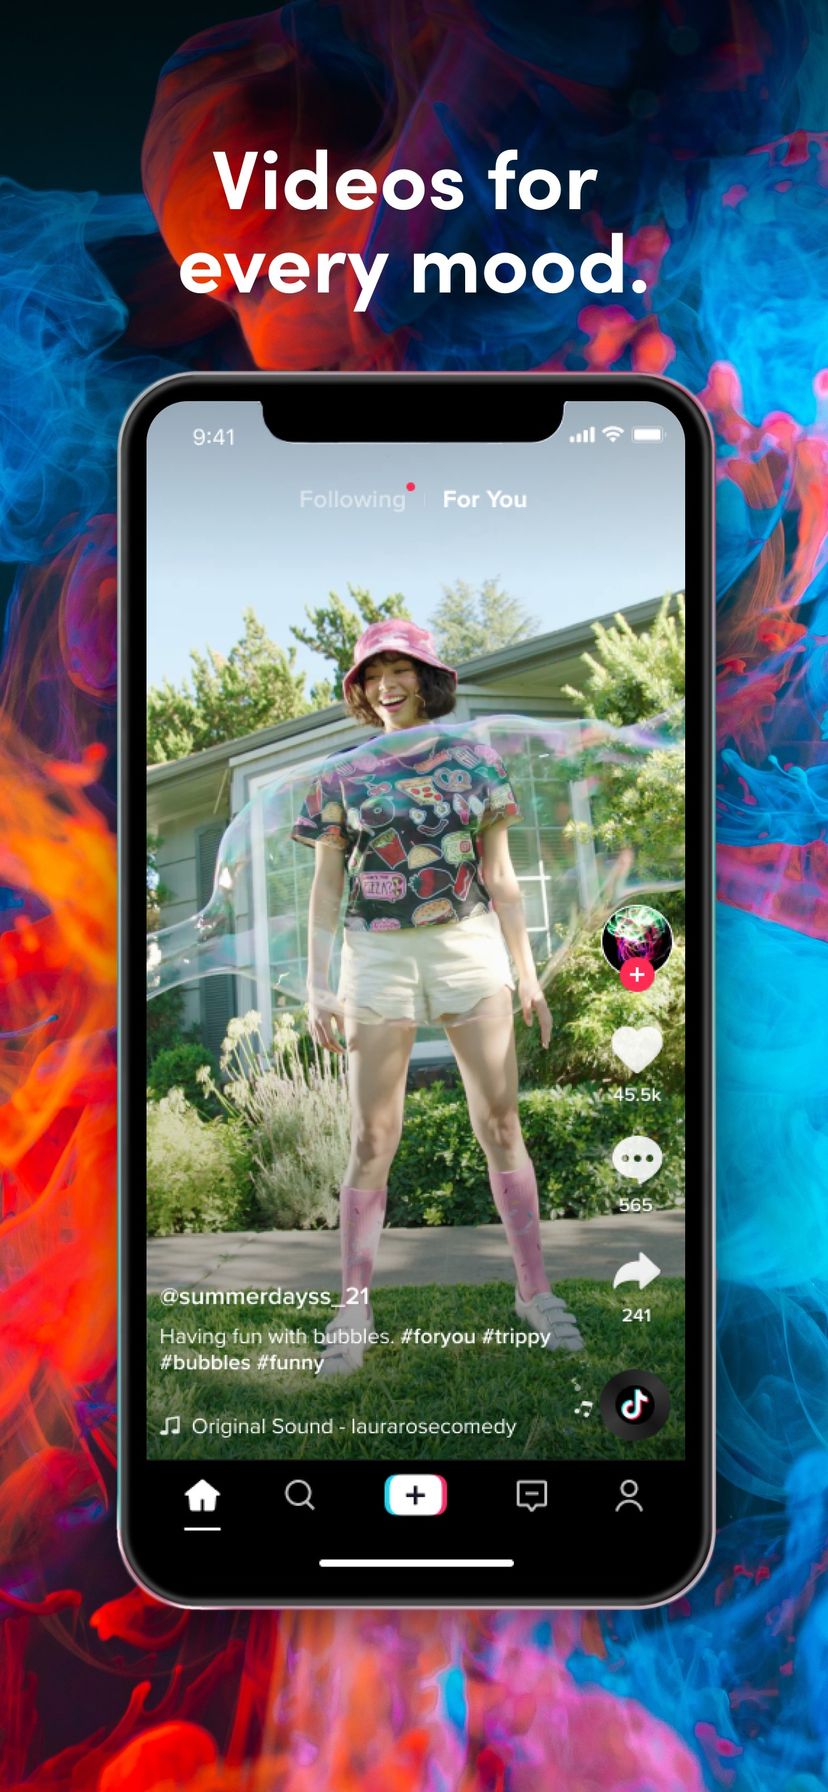 Videos for
every mood.
9:41
Following
For You
PIZZA?
45.5k
565
241
@summerdayss_21
Having fun with bubbles. #foryou #trippy
#bubbles #funny
Original Sound - laurarosecomedy